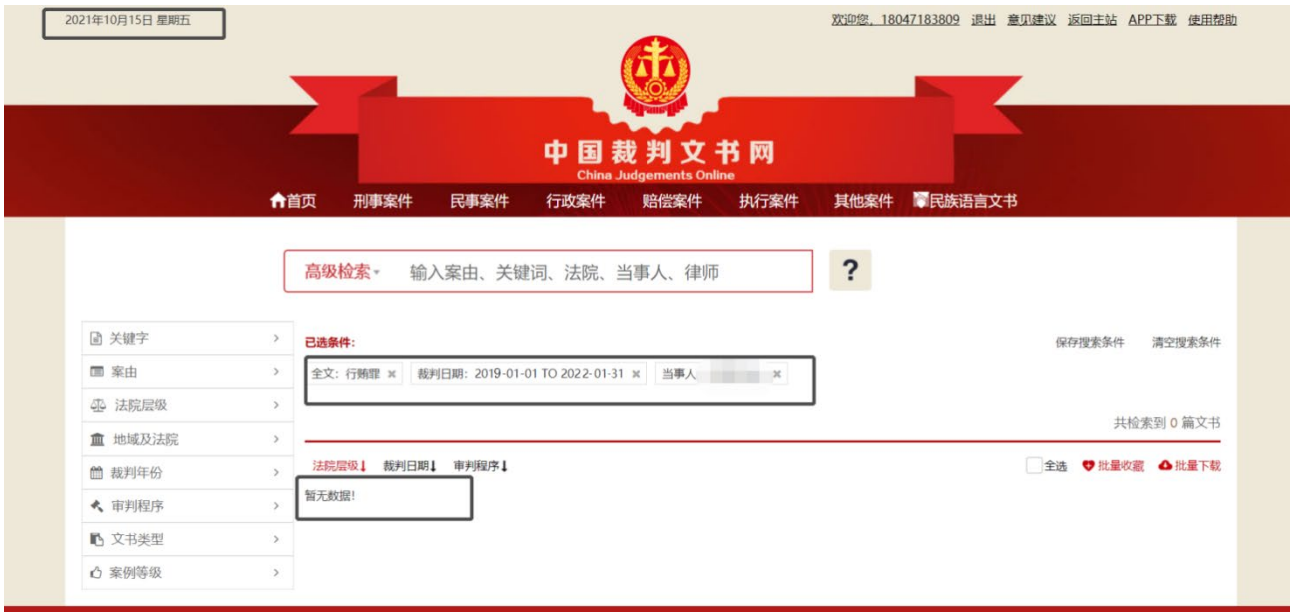 2021年10月15日 星期五
欢迎您，18047183809 退出 意见建议 返回主站 APP下载 使用帮助
中国裁判文书网
China Judgements Online
首页 刑事案件 民事案件 行政案件 赔偿案件 执行案件 其他案件 民族语言文书
高级检索 输入案由、关键词、法院、当事人、律师 ?
关键字
案由
法院层级
地域及法院
裁判年份
审判程序
文书类型
案例等级
已选条件: 保存搜索条件 清空搜索条件
全文: 行贿罪 × 裁判日期: 2019-01-01 TO 2022-01-31 × 当事人 ×
共检索到 0 篇文书
法院层级↓ 裁判日期↓ 审判程序↓ 全选 批量收藏 批量下载
暂无数据!